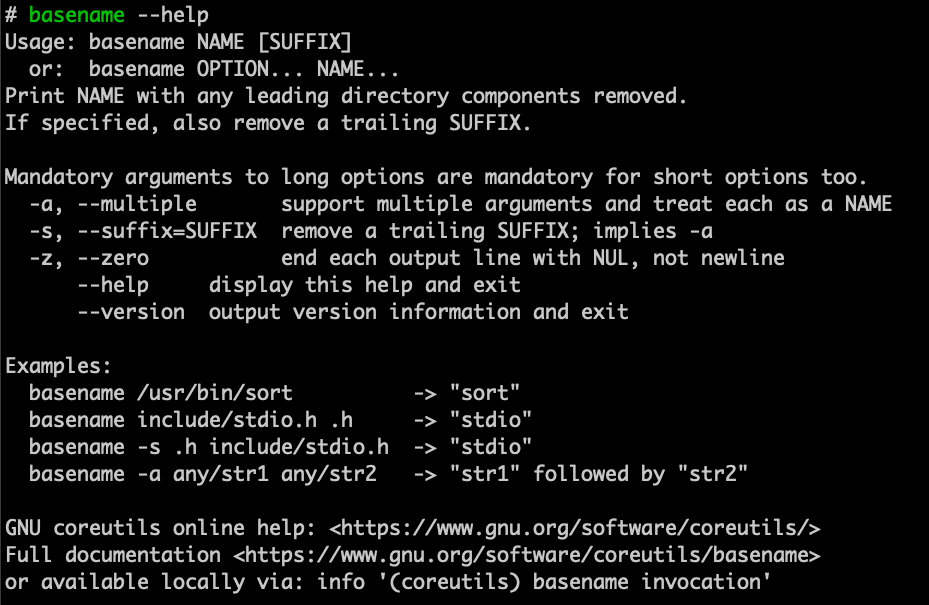 # basename --help
Usage: basename NAME [SUFFIX]
  or:  basename OPTION... NAME...
Print NAME with any leading directory components removed.
If specified, also remove a trailing SUFFIX.

Mandatory arguments to long options are mandatory for short options too.
  -a, --multiple       support multiple arguments and treat each as a NAME
  -s, --suffix=SUFFIX  remove a trailing SUFFIX; implies -a
  -z, --zero           end each output line with NUL, not newline
      --help     display this help and exit
      --version  output version information and exit

Examples:
  basename /usr/bin/sort          -> "sort"
  basename include/stdio.h .h     -> "stdio"
  basename -s .h include/stdio.h  -> "stdio"
  basename -a any/str1 any/str2   -> "str1" followed by "str2"

GNU coreutils online help: <https://www.gnu.org/software/coreutils/>
Full documentation <https://www.gnu.org/software/coreutils/basename>
or available locally via: info '(coreutils) basename invocation'